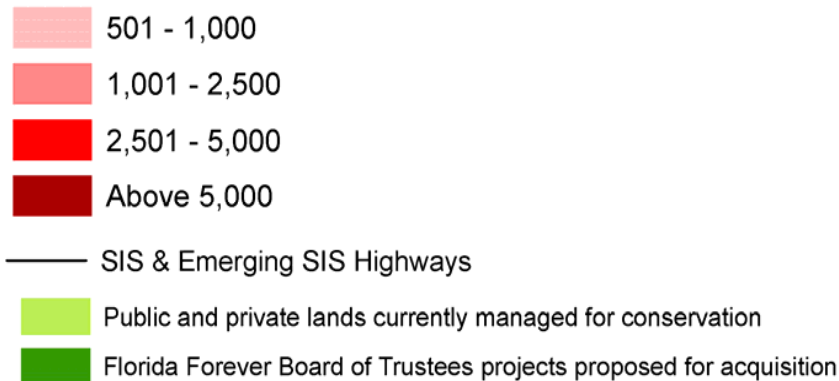 501 - 1,000
1,001 - 2,500
2,501 - 5,000
Above 5,000
SIS & Emerging SIS Highways
Public and private lands currently managed for conservation
Florida Forever Board of Trustees projects proposed for acquisition